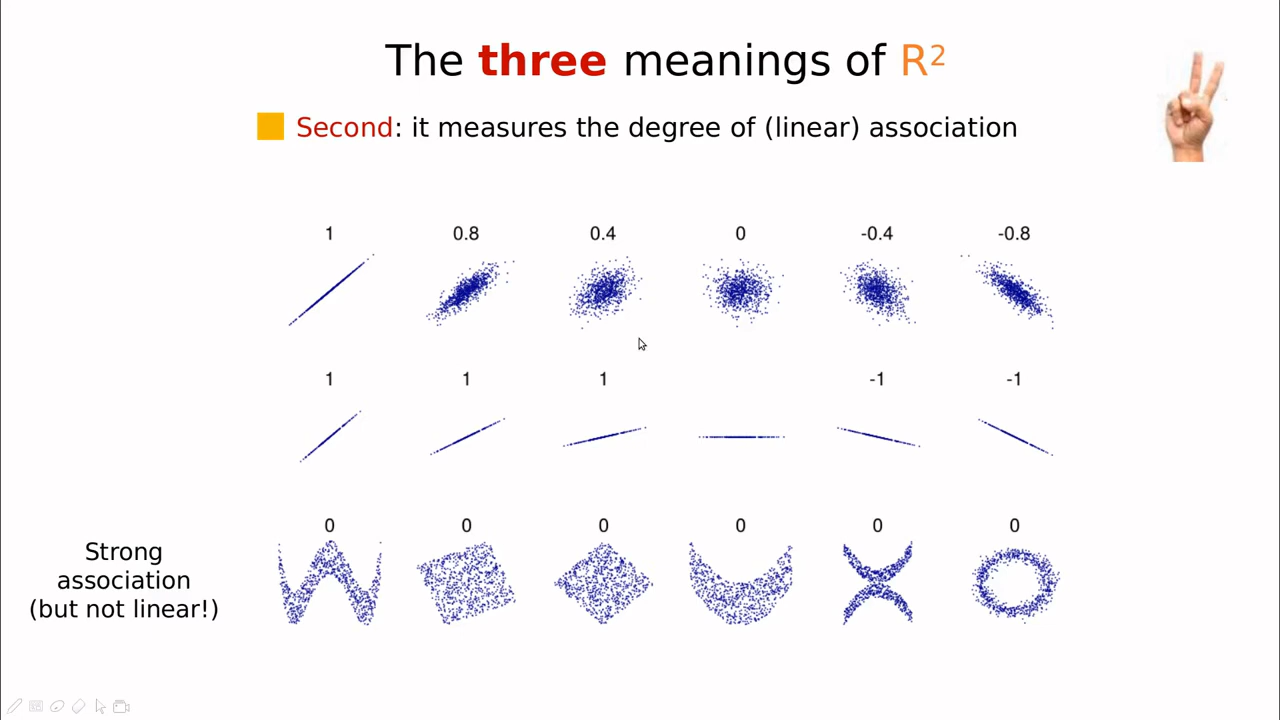 The three meanings of R²
Second: it measures the degree of (linear) association
1 0.8 0.4 0 -0.4 -0.8
1 1 1 -1 -1
0 0 0 0 0 0
Strong
association
(but not linear!)